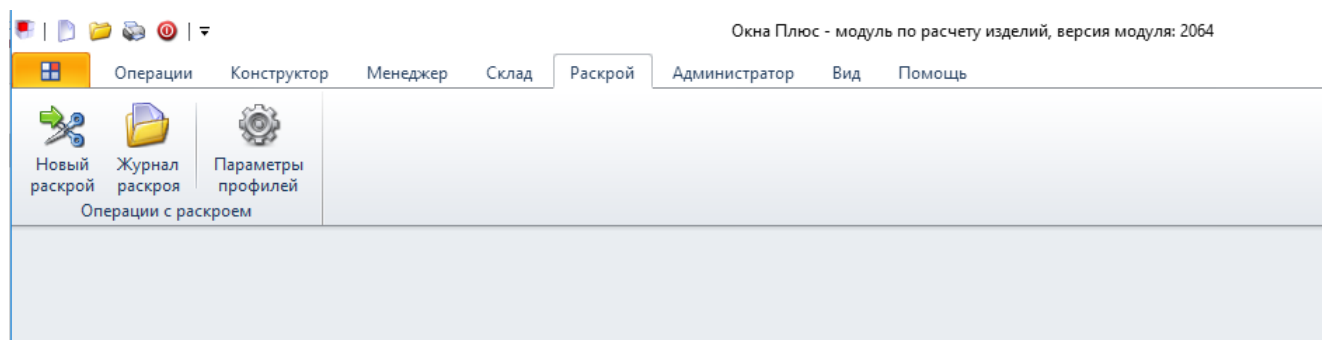 Окна Плюс - модуль по расчету изделий, версия модуля: 2064
Операции Конструктор Менеджер Склад Раскрой Администратор Вид Помощь
Новый раскрой
Журнал раскроя
Параметры профилей
Операции с раскроем